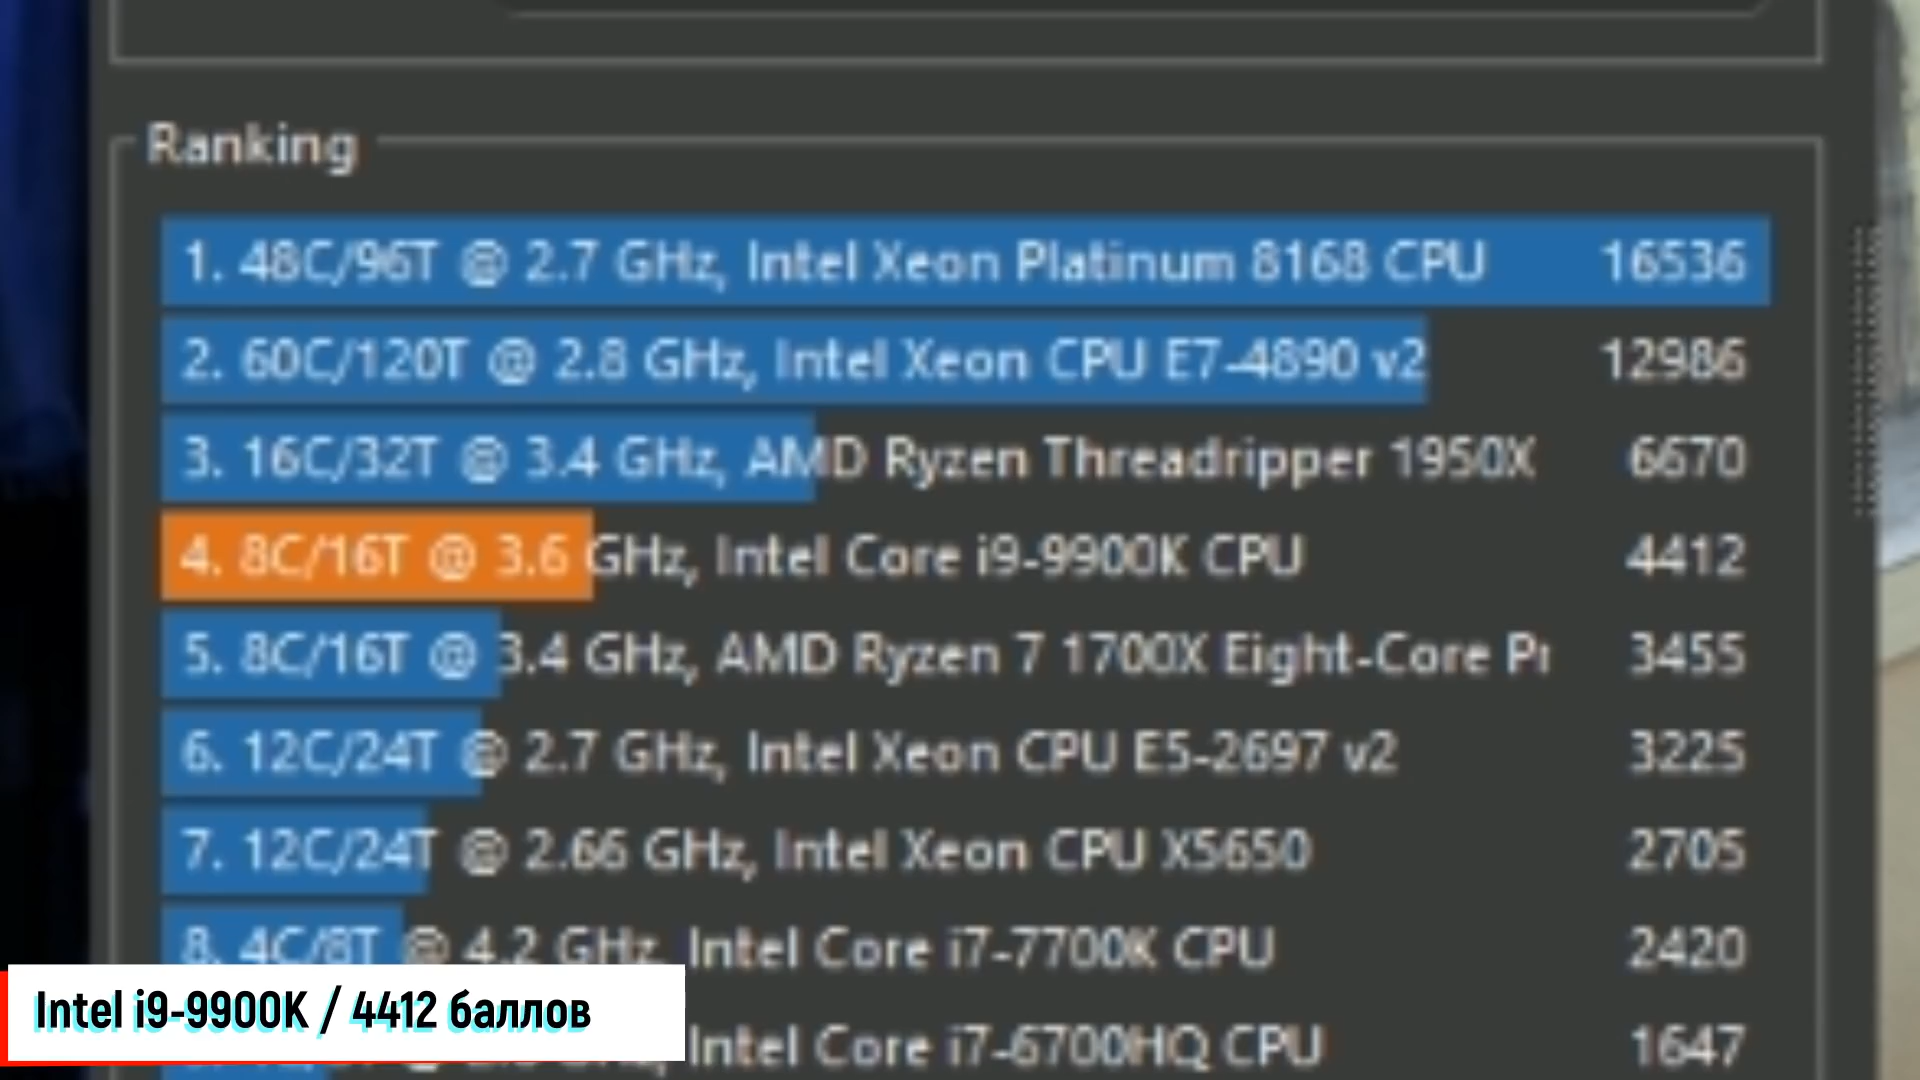 Ranking
1. 48C/96T @ 2.7 GHz, Intel Xeon Platinum 8168 CPU 16536
2. 60C/120T @ 2.8 GHz, Intel Xeon CPU E7-4890 v2 12986
3. 16C/32T @ 3.4 GHz, AMD Ryzen Threadripper 1950X 6670
4. 8C/16T @ 3.6 GHz, Intel Core i9-9900K CPU 4412
5. 8C/16T @ 3.4 GHz, AMD Ryzen 7 1700X Eight-Core Pr 3455
6. 12C/24T @ 2.7 GHz, Intel Xeon CPU E5-2697 v2 3225
7. 12C/24T @ 2.66 GHz, Intel Xeon CPU X5650 2705
8. 4C/8T @ 4.2 GHz, Intel Core i7-7700K CPU 2420
Intel Core i7-6700HQ CPU 1647
Intel i9-9900K / 4412 баллов